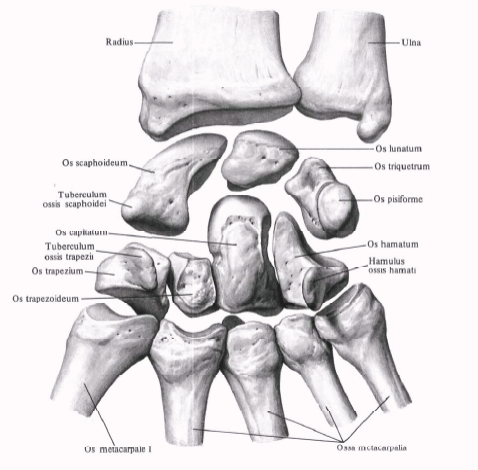 Radius
Ulna
Os lunatum
Os scaphoideum
Os triquetrum
Tuberculum
ossis scaphoidei
Os pisiforme
Os capitatum
Tuberculum
ossis trapezii
Os hamatum
Os trapezium
Hamulus
ossis hamati
Os trapezoideum
Os metacarpale I
Ossa metacarpalia